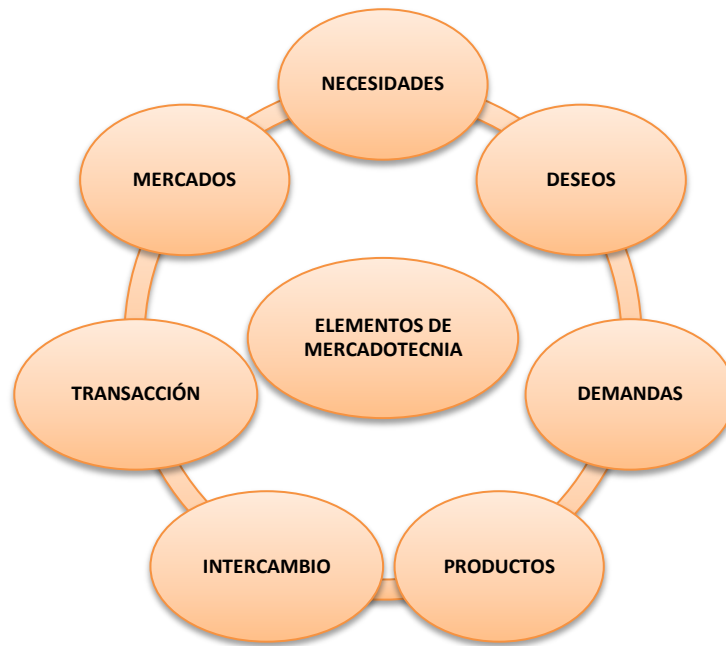 NECESIDADES
DESEOS
DEMANDAS
PRODUCTOS
INTERCAMBIO
TRANSACCIÓN
MERCADOS
ELEMENTOS DE
MERCADOTECNIA